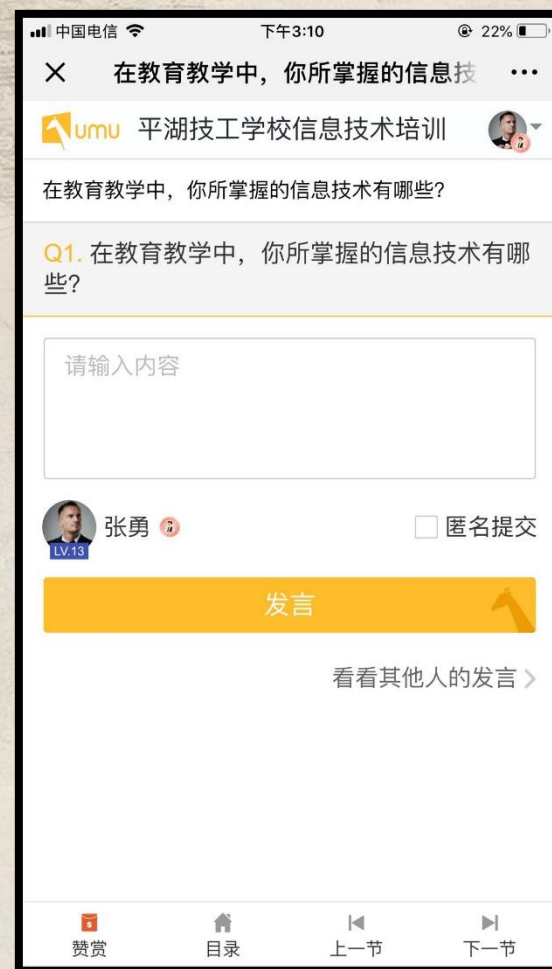 中国电信 下午3:10 22%
在教育教学中，你所掌握的信息技
umu 平湖技工学校信息技术培训
在教育教学中，你所掌握的信息技术有哪些?
Q1. 在教育教学中，你所掌握的信息技术有哪
些?
请输入内容
张勇 匿名提交
LV.13
发言
看看其他人的发言
赞赏 目录 上一节 下一节